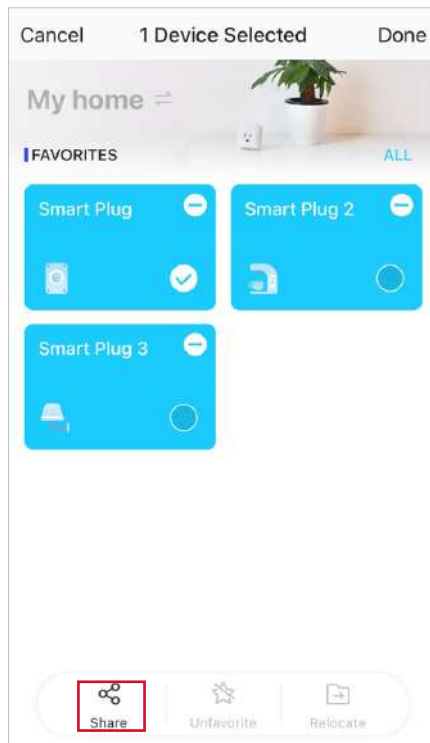 Cancel 1 Device Selected Done
My home
FAVORITES ALL
Smart Plug Smart Plug 2
Smart Plug 3
Share Unfavorite Relocate